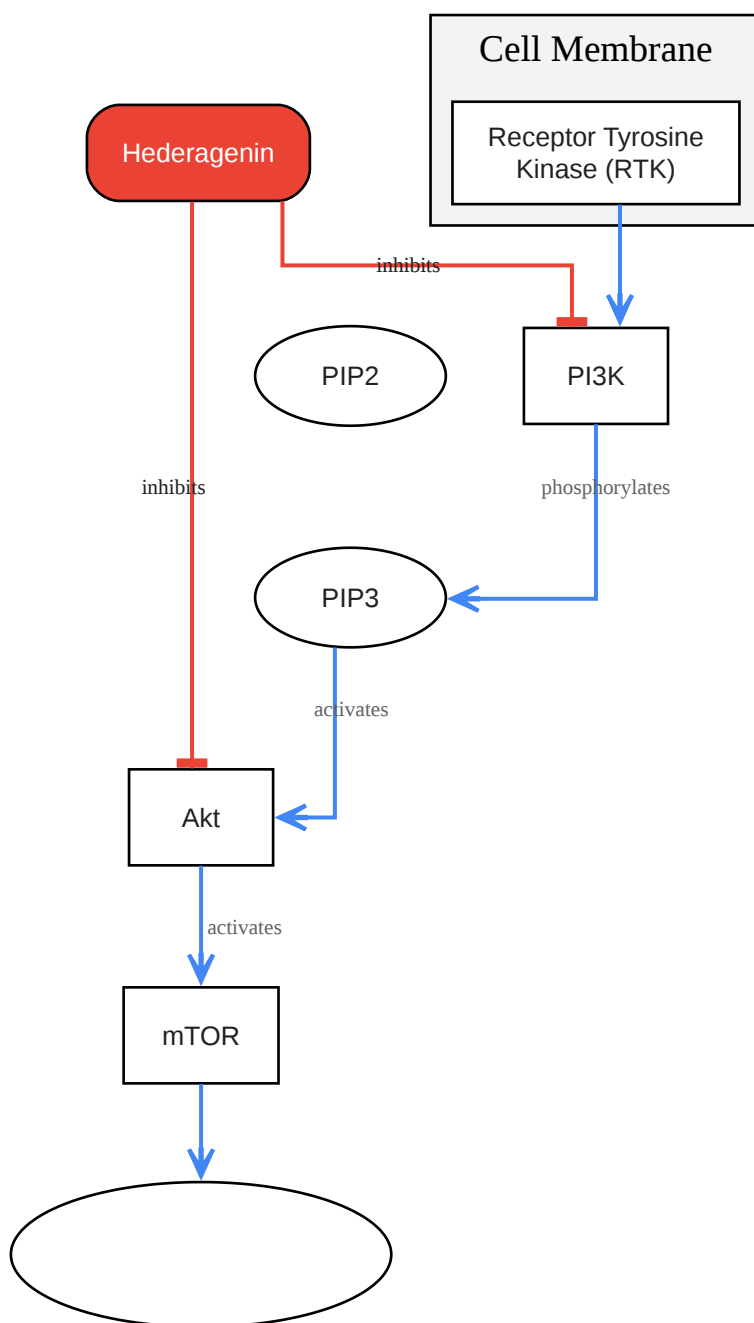 Cell Membrane
Receptor Tyrosine
Kinase (RTK)
Hederagenin
inhibits
PIP2
PI3K
inhibits
phosphorylates
PIP3
activates
Akt
activates
mTOR